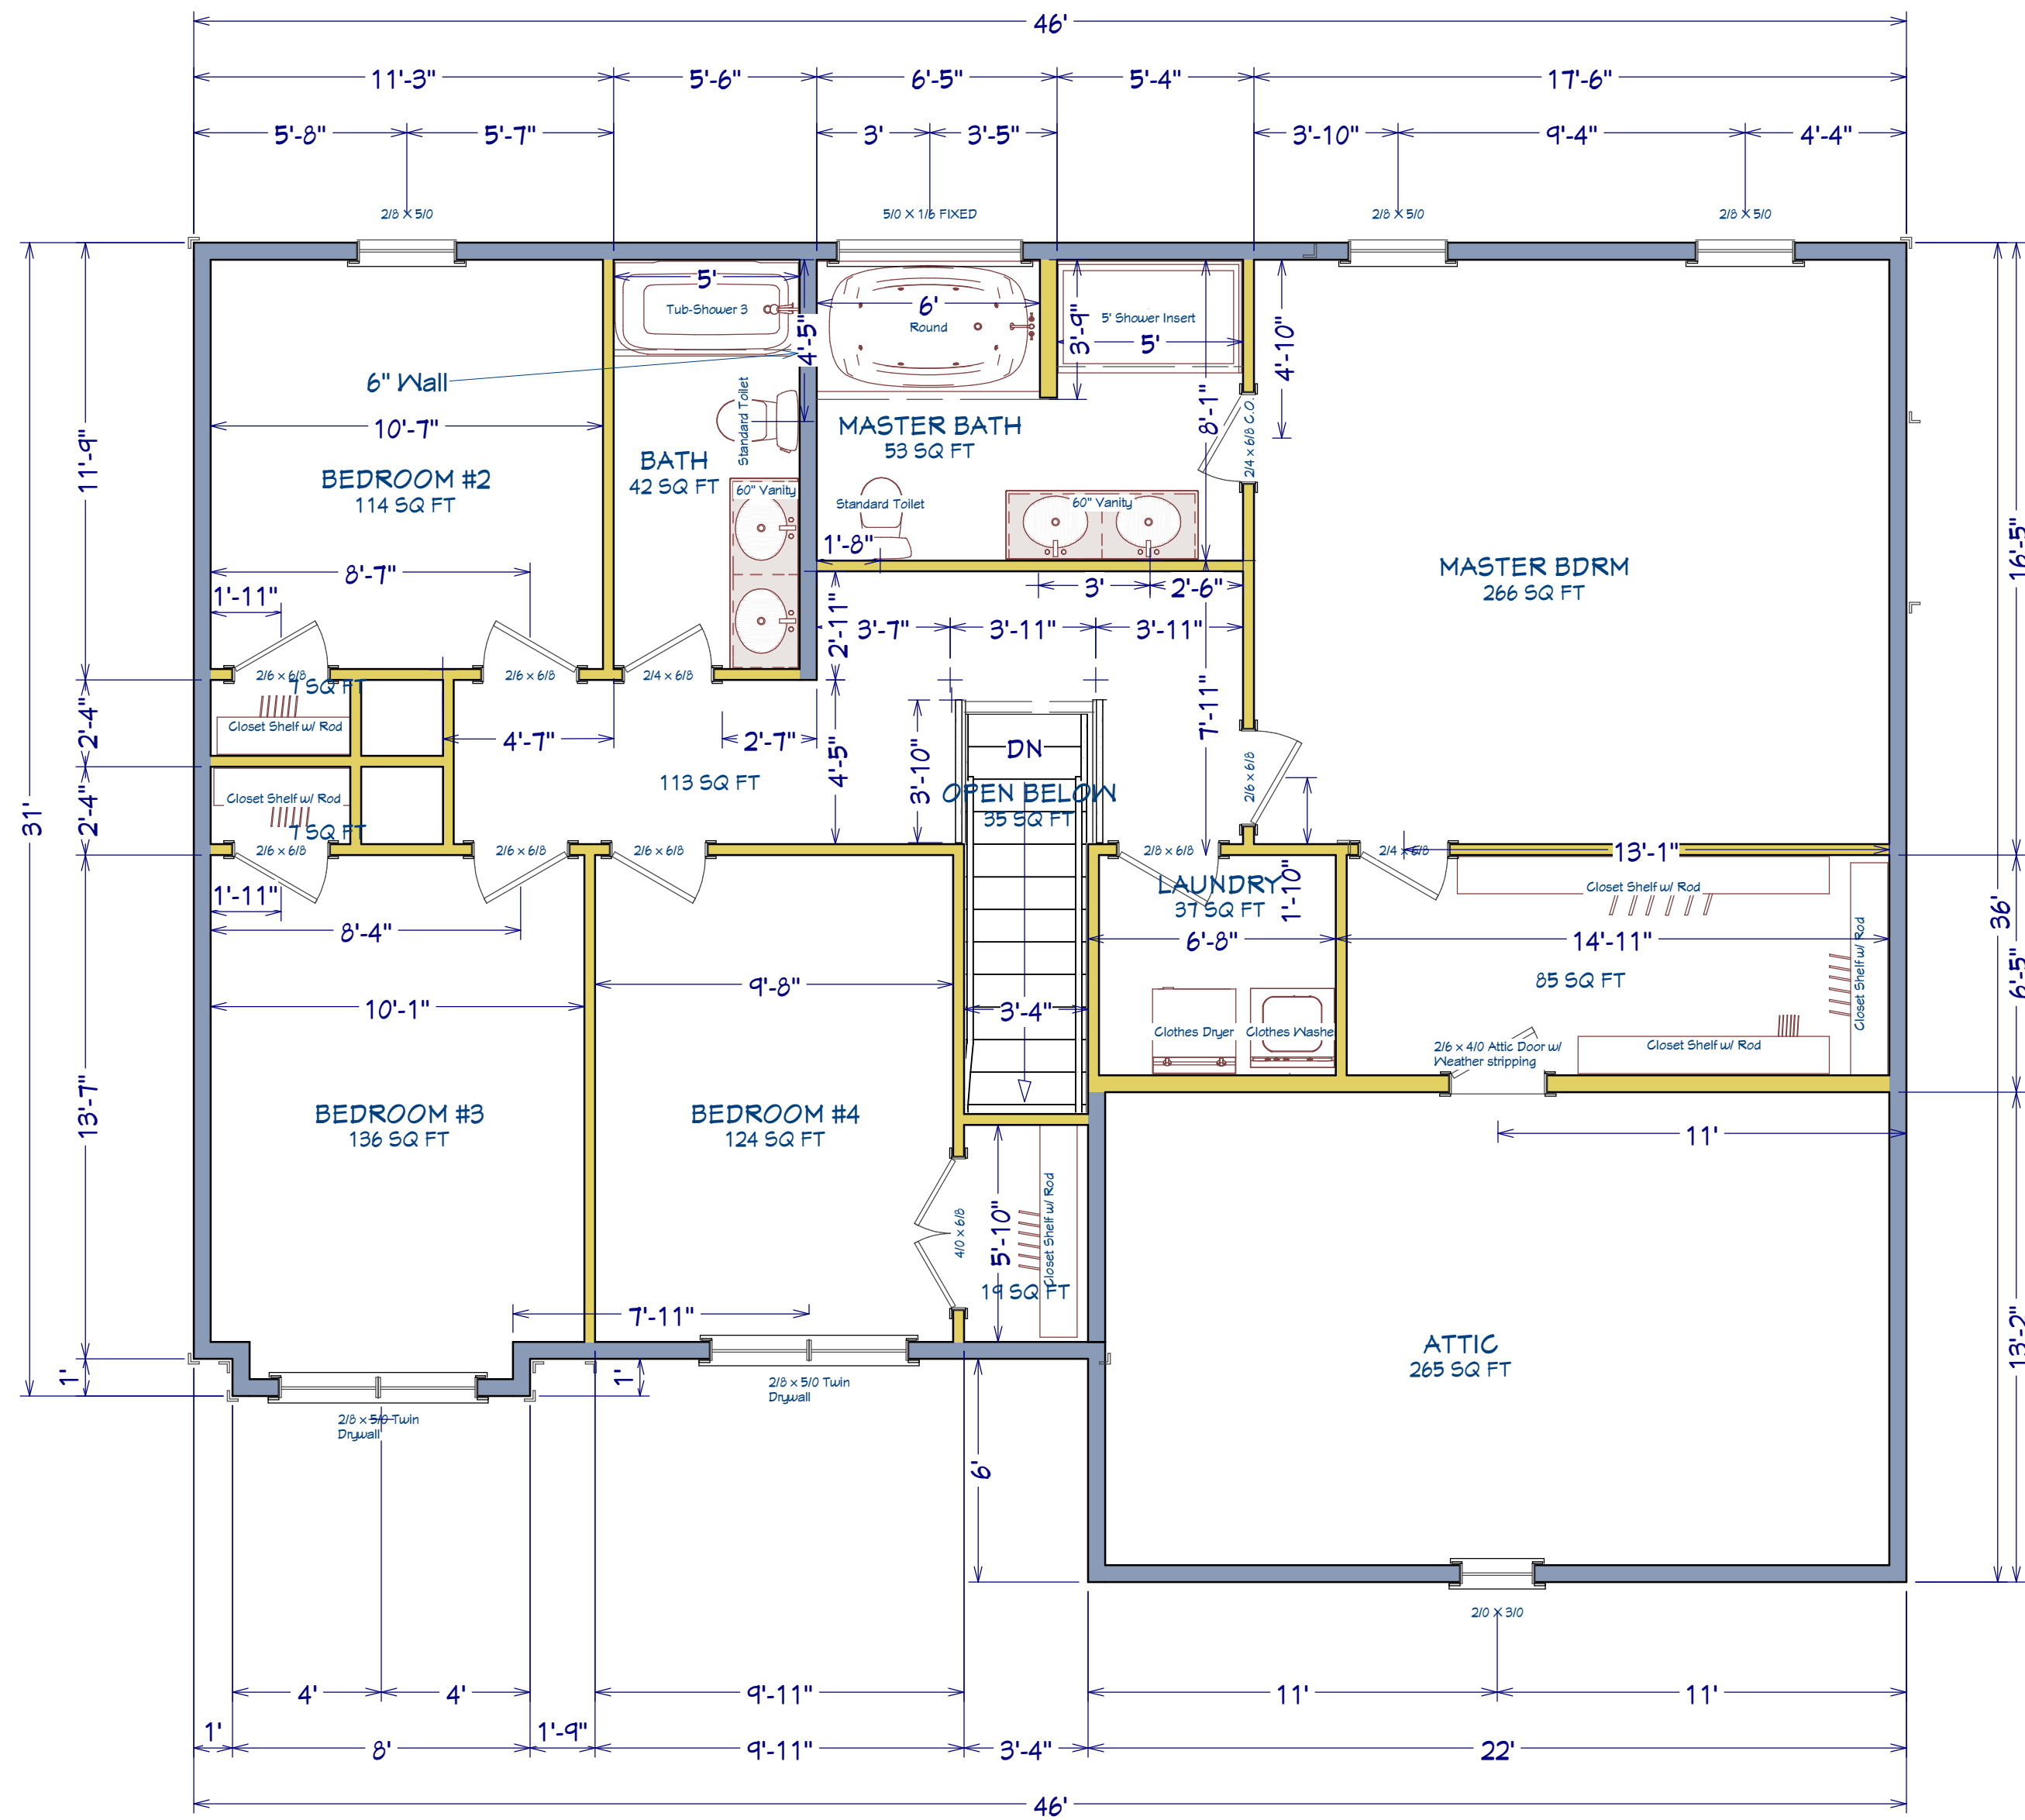 46'
11'-3"
5'-6"
6'-5"
5'-4"
17'-6"
5'-8"
5'-7"
3'
3'-5"
3'-10"
9'-4"
4'-4"
2/8 X 5/0
5/0 X 1/6 FIXED
2/8 X 5/0
2/8 X 5/0
5'
Tub-Shower 3
6'
Round
5' Shower Insert
5'
3'-9"
4'-5"
4'-10"
6" Wall
10'-7"
BEDROOM #2
114 SQ FT
Standard Toilet
BATH
42 SQ FT
60" Vanity
MASTER BATH
53 SQ FT
8'-1"
2/4 x 6/8 C.O.
Standard Toilet
60" Vanity
1'-8"
11'-9"
16'-5"
MASTER BDRM
266 SQ FT
8'-7"
1'-11"
3'
2'-6"
2'-11"
3'-7"
3'-11"
3'-11"
2/6 x 6/8
2/6 x 6/8
2/4 x 6/8
7 SQ FT
Closet Shelf w/ Rod
2'-4"
4'-7"
2'-7"
4'-5"
3'-10"
DN
7'-11"
2/6 x 6/8
113 SQ FT
OPEN BELOW
35 SQ FT
Closet Shelf w/ Rod
2'-4"
7 SQ FT
31'
2/6 x 6/8
2/6 x 6/8
2/6 x 6/8
2/8 x 6/8
2/4 x 6/8
13'-1"
1'-11"
8'-4"
LAUNDRY
37 SQ FT
1'-10"
Closet Shelf w/ Rod
6'-8"
14'-11"
36'
6'-5"
85 SQ FT
Closet Shelf w/ Rod
9'-8"
10'-1"
3'-4"
Clothes Dryer
Clothes Washe
2/6 x 4/0 Attic Door w/
Weather stripping
Closet Shelf w/ Rod
13'-7"
BEDROOM #3
136 SQ FT
BEDROOM #4
124 SQ FT
11'
4/0 x 6/8
5'-10"
Closet Shelf w/ Rod
19 SQ FT
7'-11"
ATTIC
265 SQ FT
13'-2"
1'
1'
2/8 x 5/0 Twin
Drywall
2/8 x 5/0 Twin
Drywall
6'
2/0 X 3/0
4'
4'
9'-11"
11'
11'
1'
8'
1'-9"
9'-11"
3'-4"
22'
46'